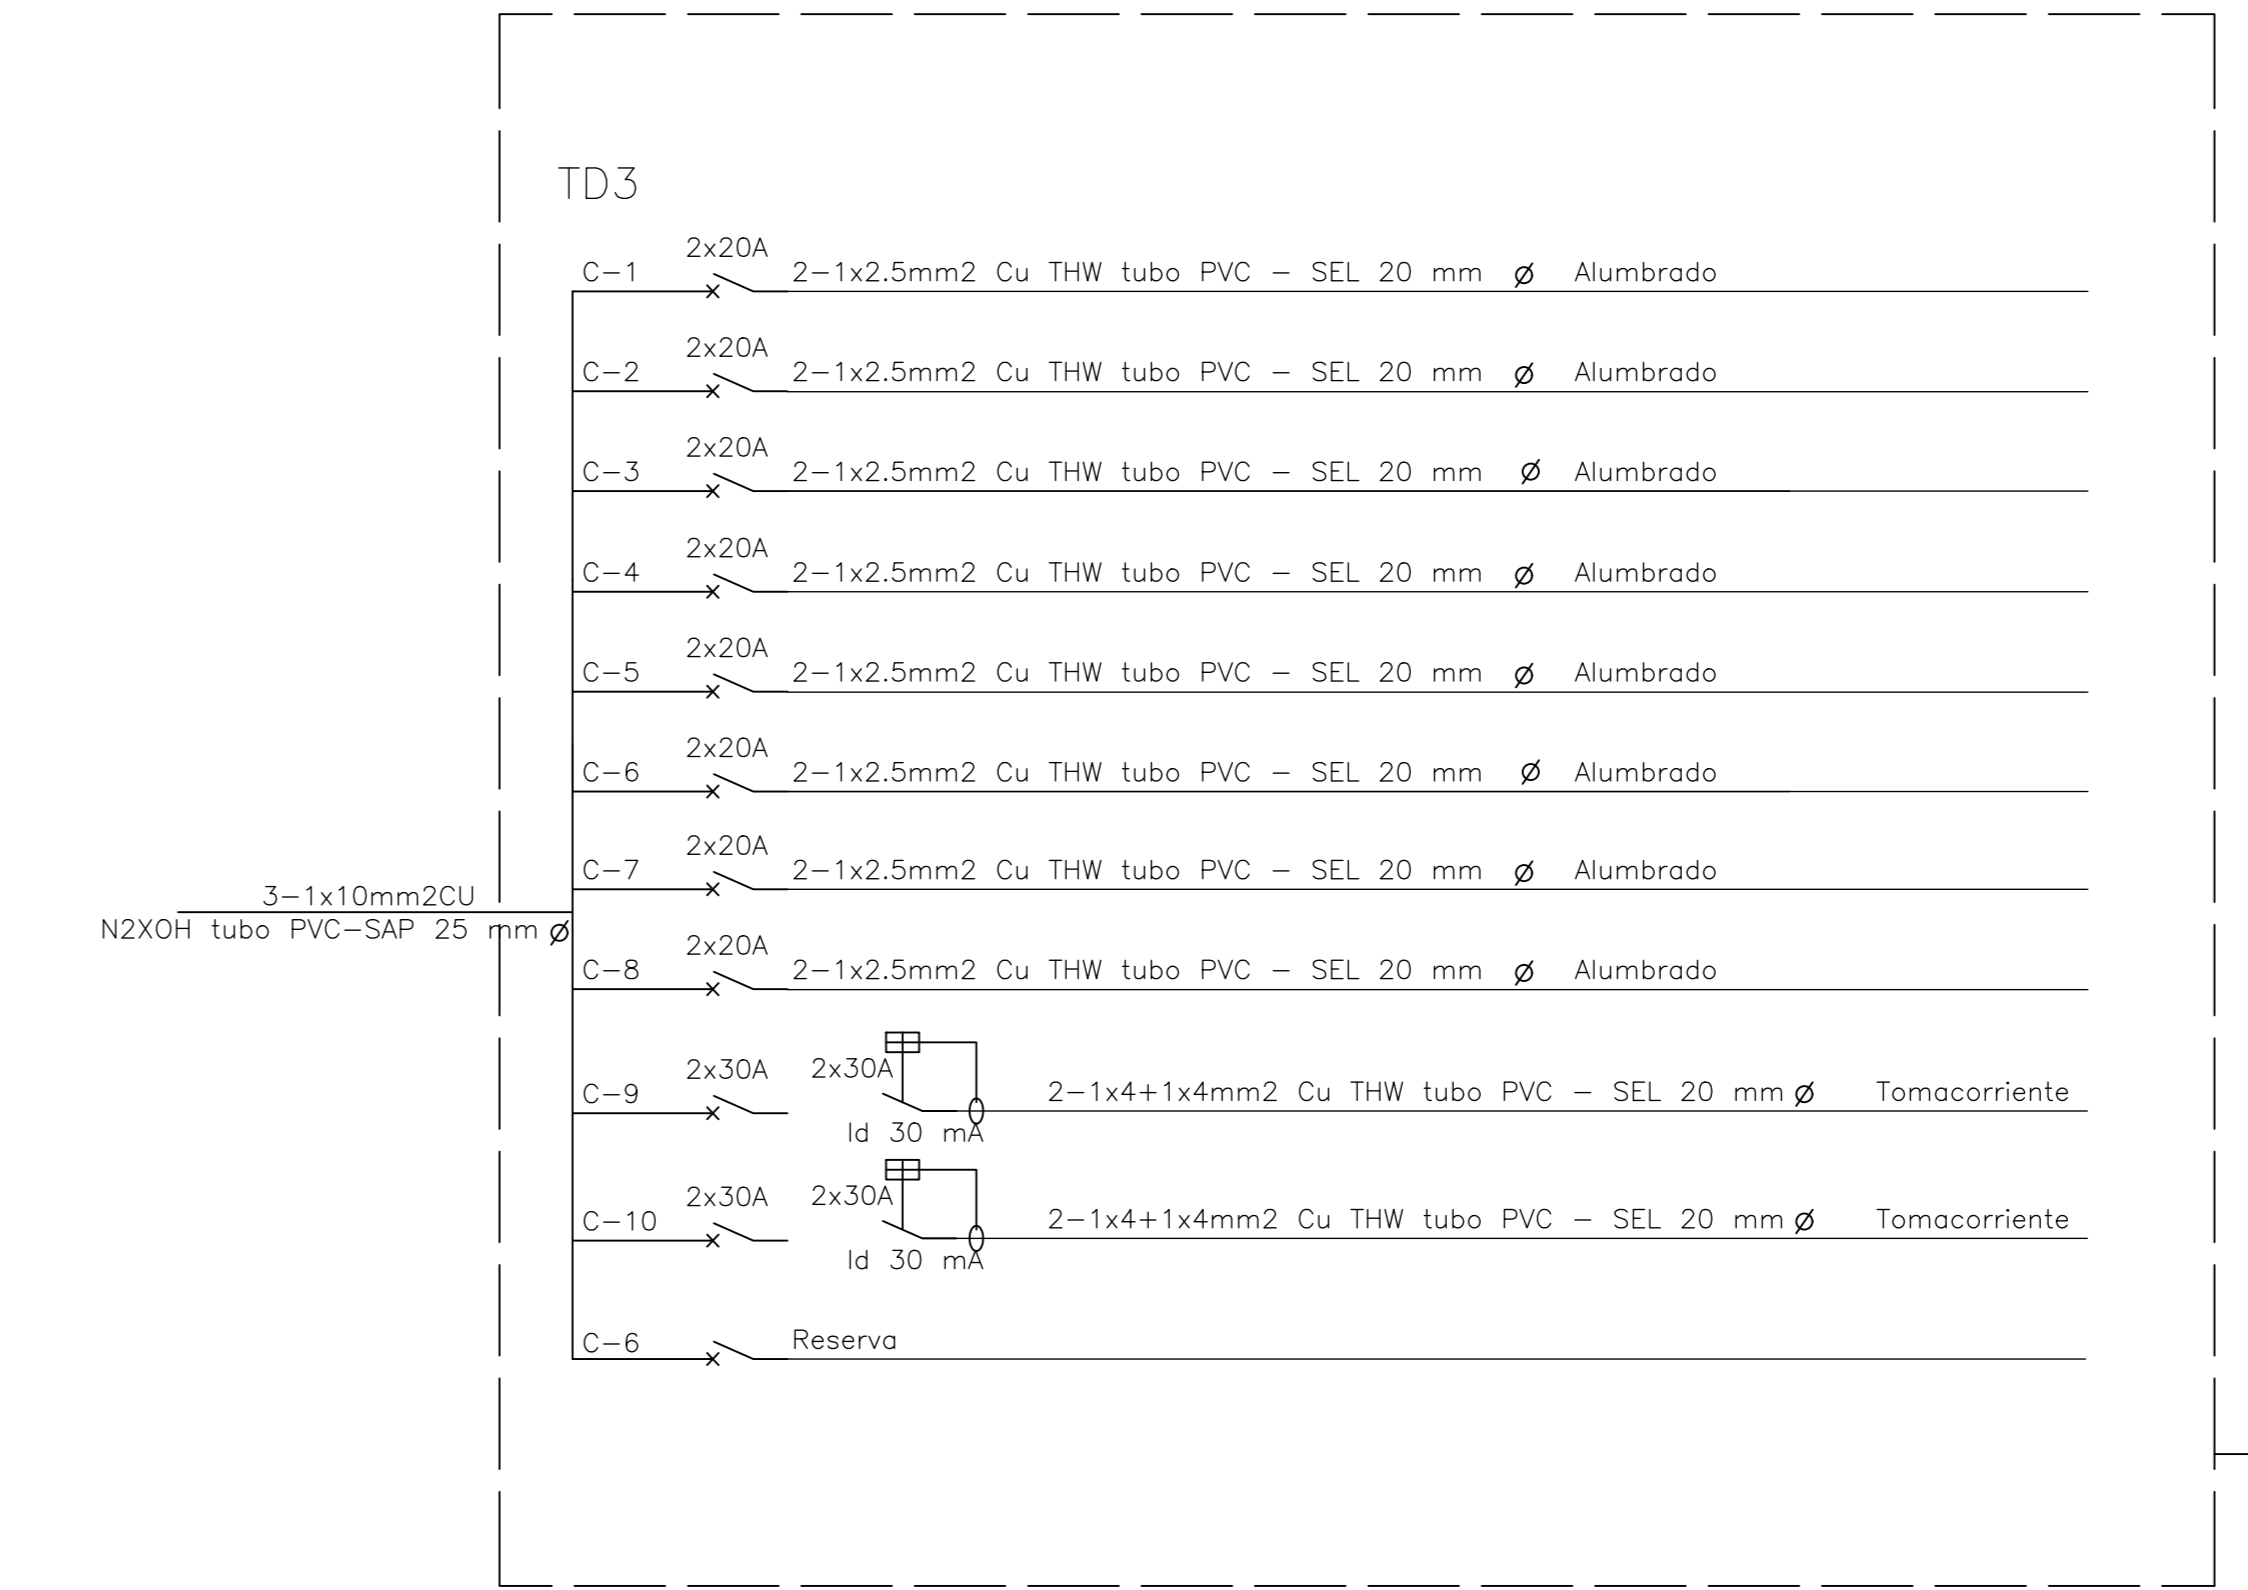 TD3
2x20A
C-1 2-1x2.5mm2 Cu THW tubo PVC - SEL 20 mm ø Alumbrado
2x20A
C-2 2-1x2.5mm2 Cu THW tubo PVC - SEL 20 mm ø Alumbrado
2x20A
C-3 2-1x2.5mm2 Cu THW tubo PVC - SEL 20 mm ø Alumbrado
2x20A
C-4 2-1x2.5mm2 Cu THW tubo PVC - SEL 20 mm ø Alumbrado
2x20A
C-5 2-1x2.5mm2 Cu THW tubo PVC - SEL 20 mm ø Alumbrado
2x20A
C-6 2-1x2.5mm2 Cu THW tubo PVC - SEL 20 mm ø Alumbrado
2x20A
C-7 2-1x2.5mm2 Cu THW tubo PVC - SEL 20 mm ø Alumbrado
3-1x10mm2CU
N2XOH tubo PVC-SAP 25 mm ø
2x20A
C-8 2-1x2.5mm2 Cu THW tubo PVC - SEL 20 mm ø Alumbrado
2x30A 2x30A
C-9 2-1x4+1x4mm2 Cu THW tubo PVC - SEL 20 mm ø Tomacorriente
Id 30 mA
2x30A 2x30A
C-10 2-1x4+1x4mm2 Cu THW tubo PVC - SEL 20 mm ø Tomacorriente
Id 30 mA
C-6 Reserva